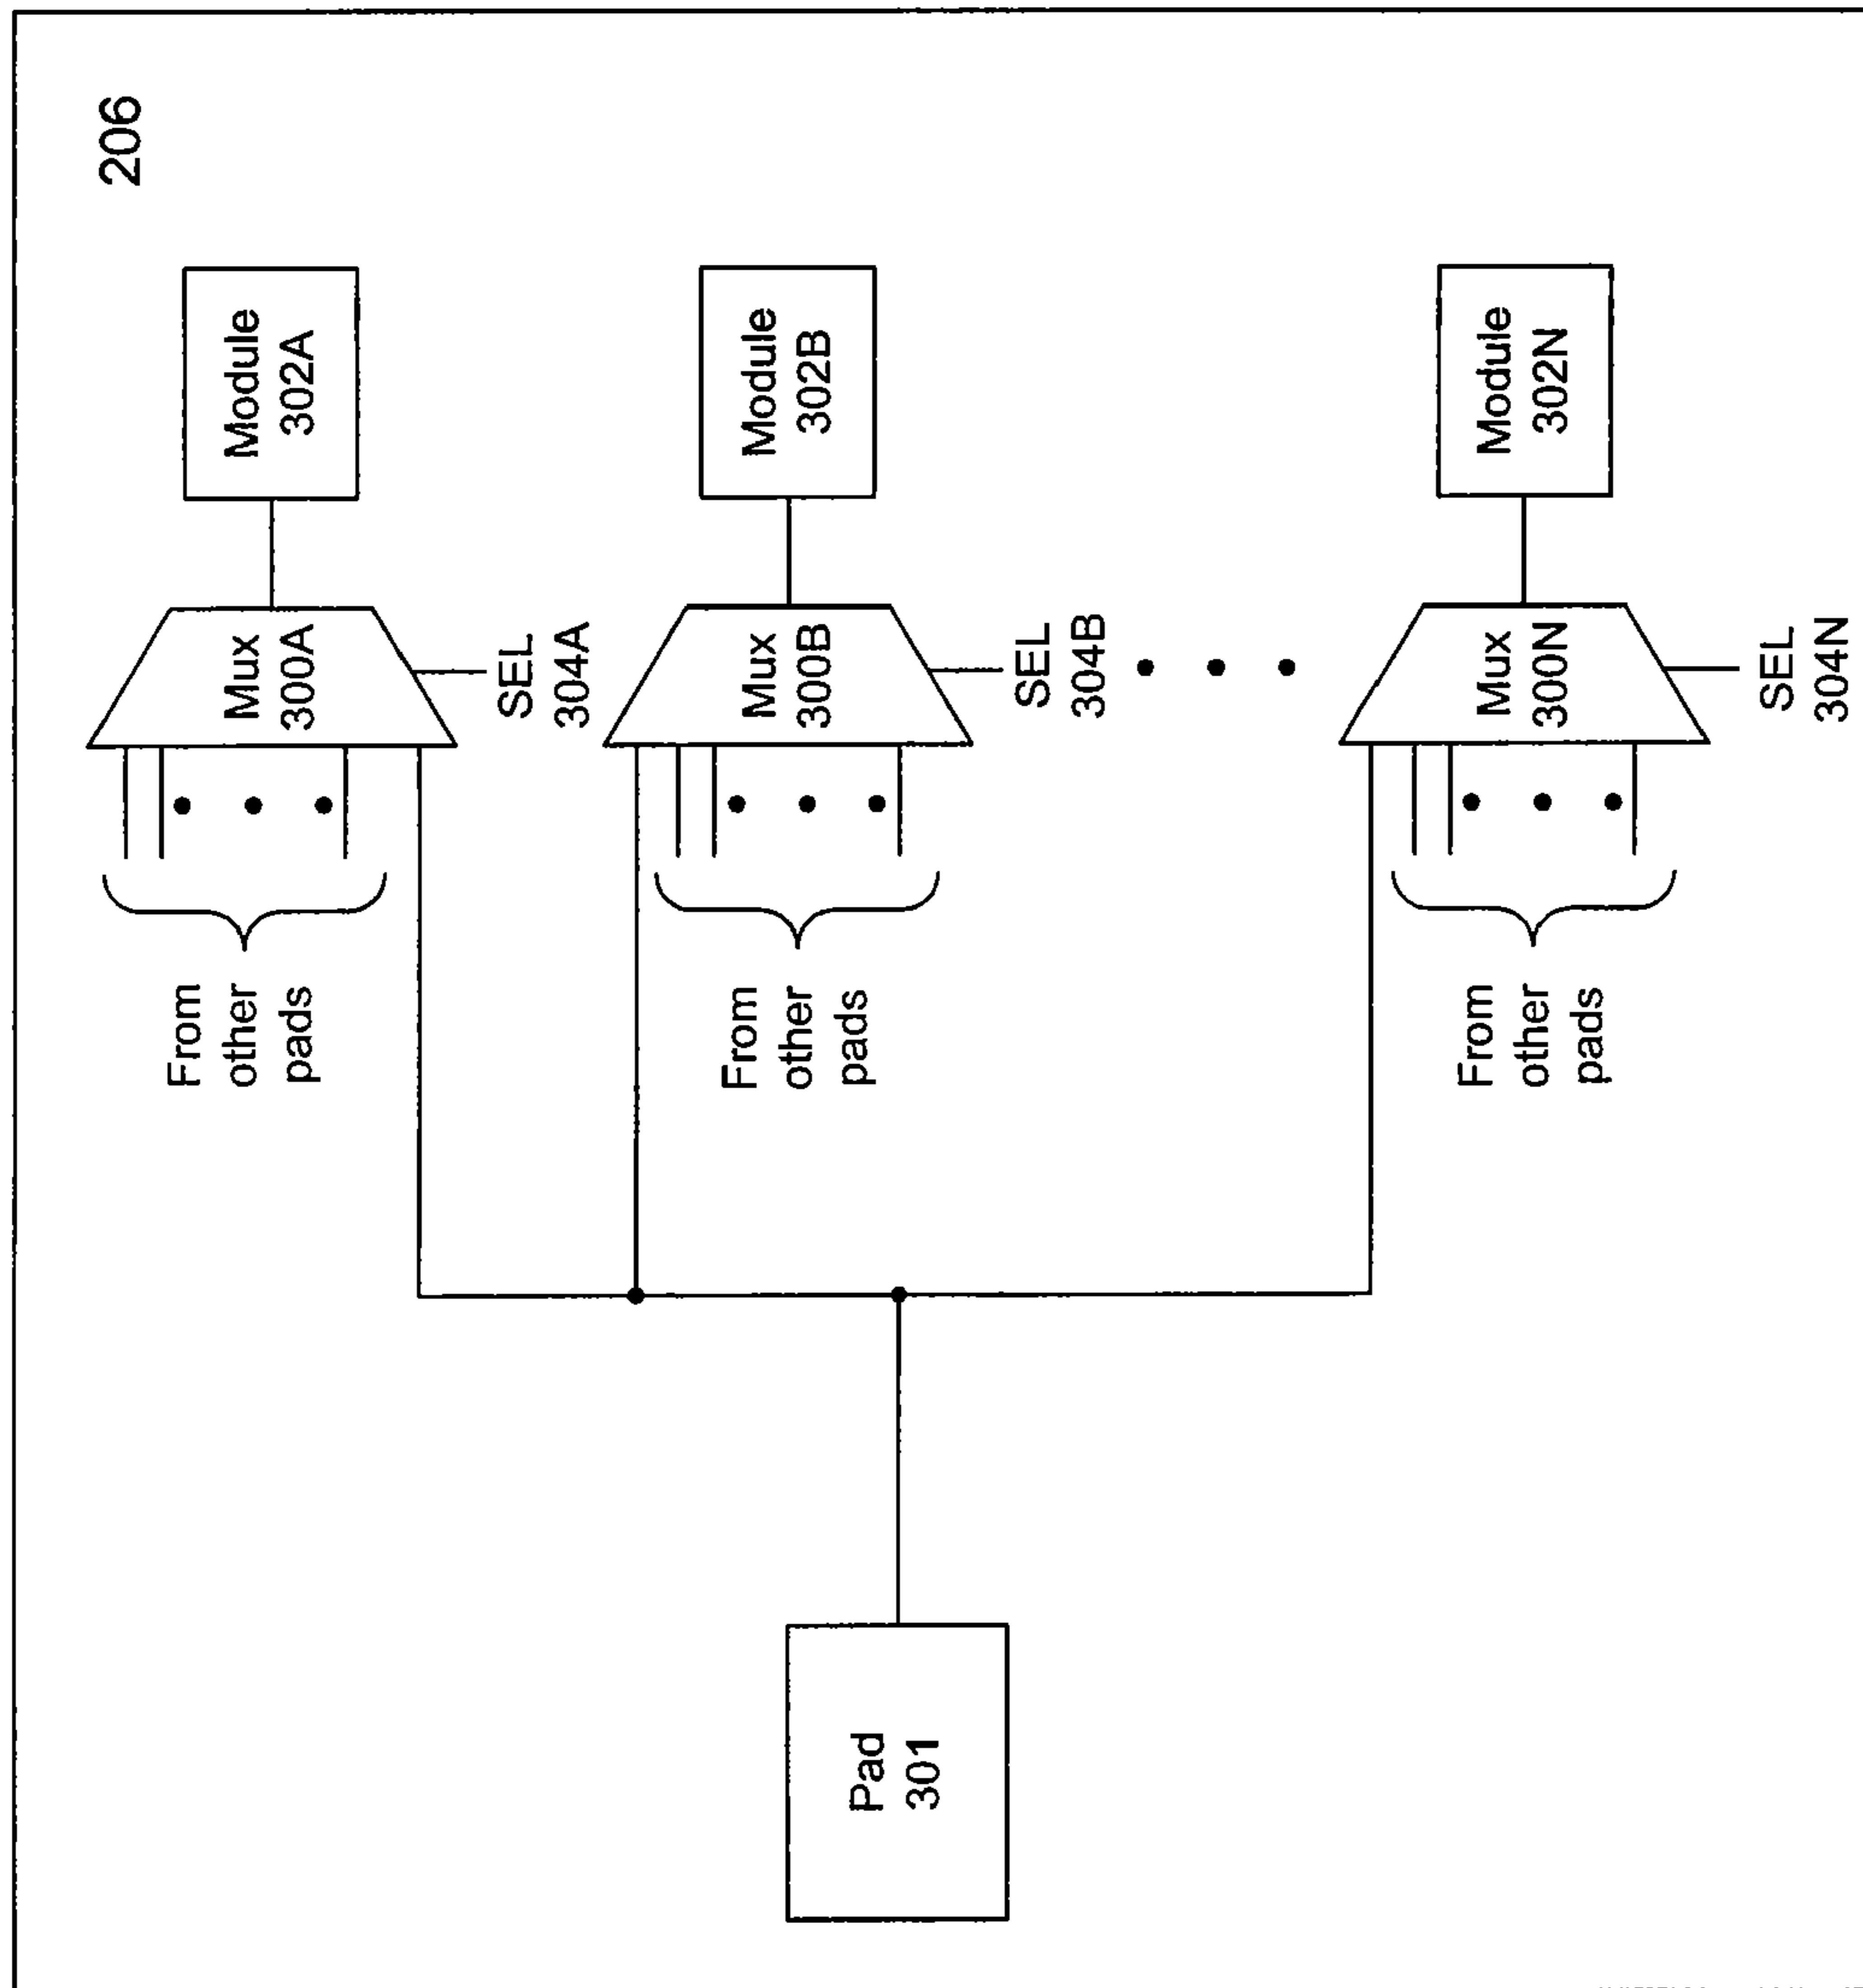 206
Module
302A
Mux
300A
SEL
304A
From
other
pads
Module
302B
Mux
300B
SEL
304B
From
other
pads
Module
302N
Mux
300N
SEL
304N
From
other
pads
Pad
301